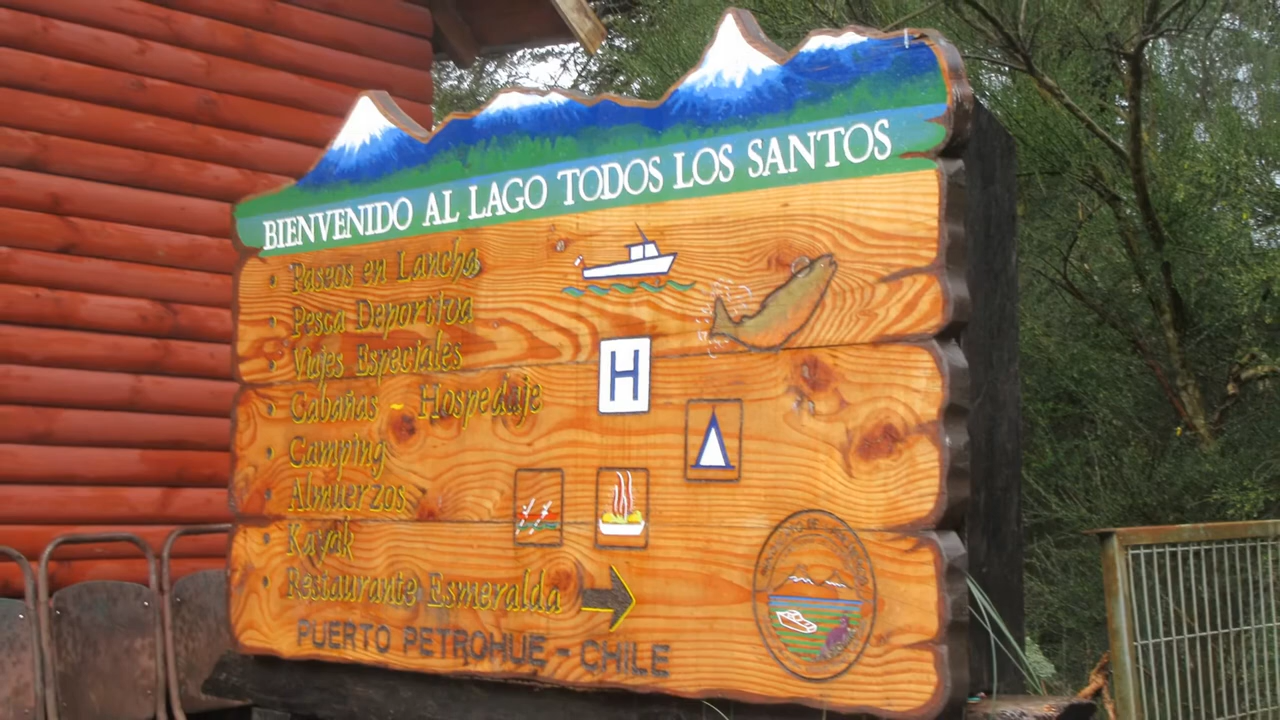 BIENVENIDO AL LAGO TODOS LOS SANTOS
• Paseos en Lancha
• Pesca Deportiva
• Viajes Especiales
• Cabañas - Hospedaje
• Camping
• Almuerzos
• Kayak
• Restaurante Esmeralda
PUERTO PETROHUE - CHILE
H